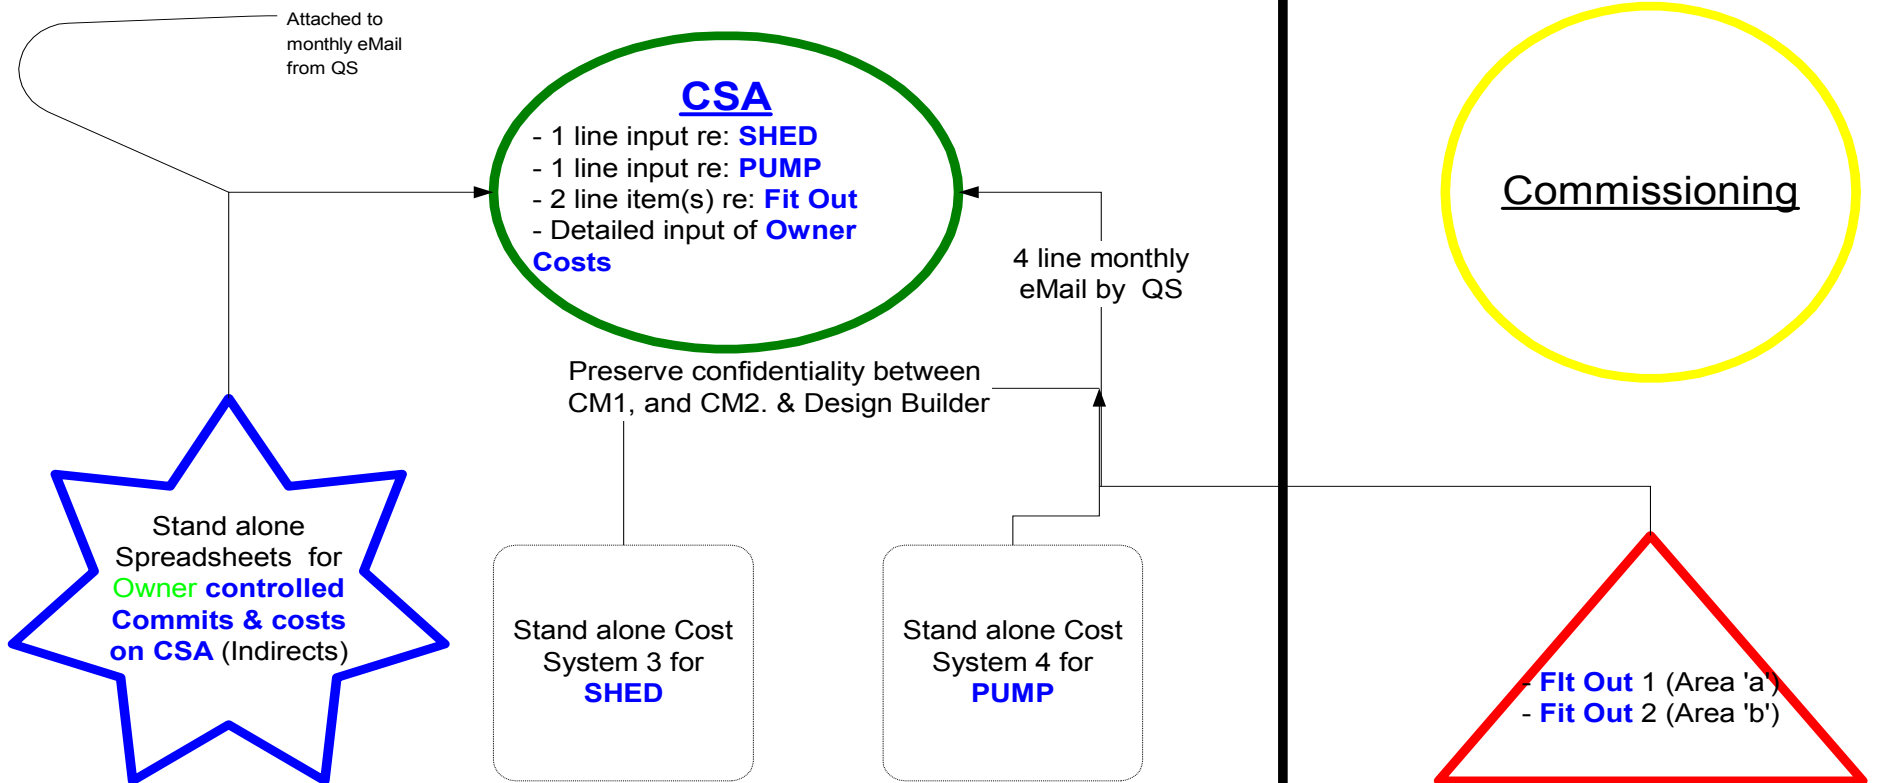 Attached to
monthly eMail
from QS
CSA
- 1 line input re: SHED
- 1 line input re: PUMP
- 2 line item(s) re: Fit Out
- Detailed input of Owner
Costs
4 line monthly
eMail by QS
Commissioning
Preserve confidentiality between
CM1, and CM2. & Design Builder
Stand alone
Spreadsheets for
Owner controlled
Commits & costs
on CSA (Indirects)
Stand alone Cost
System 3 for
SHED
Stand alone Cost
System 4 for
PUMP
- FIt Out 1 (Area 'a')
- Fit Out 2 (Area 'b')